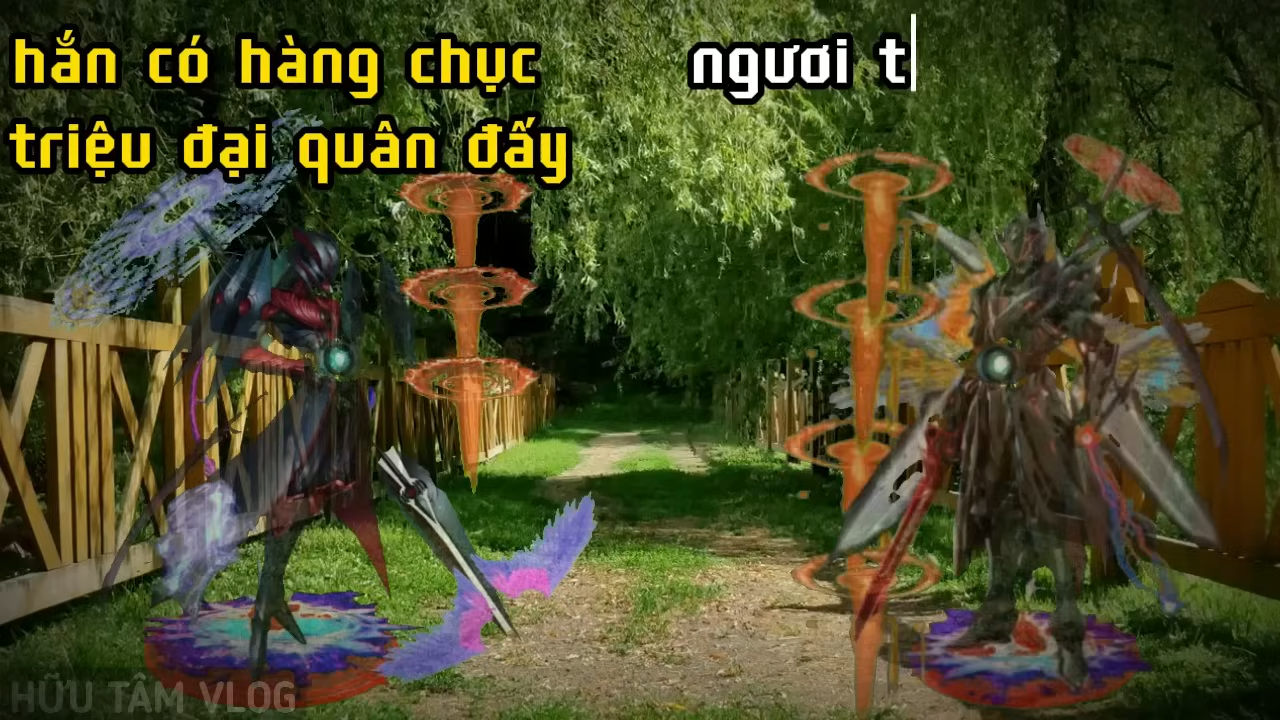 hắn có hàng chục
triệu đại quân đấy
ngươi t
HỮU TÂM VLOG